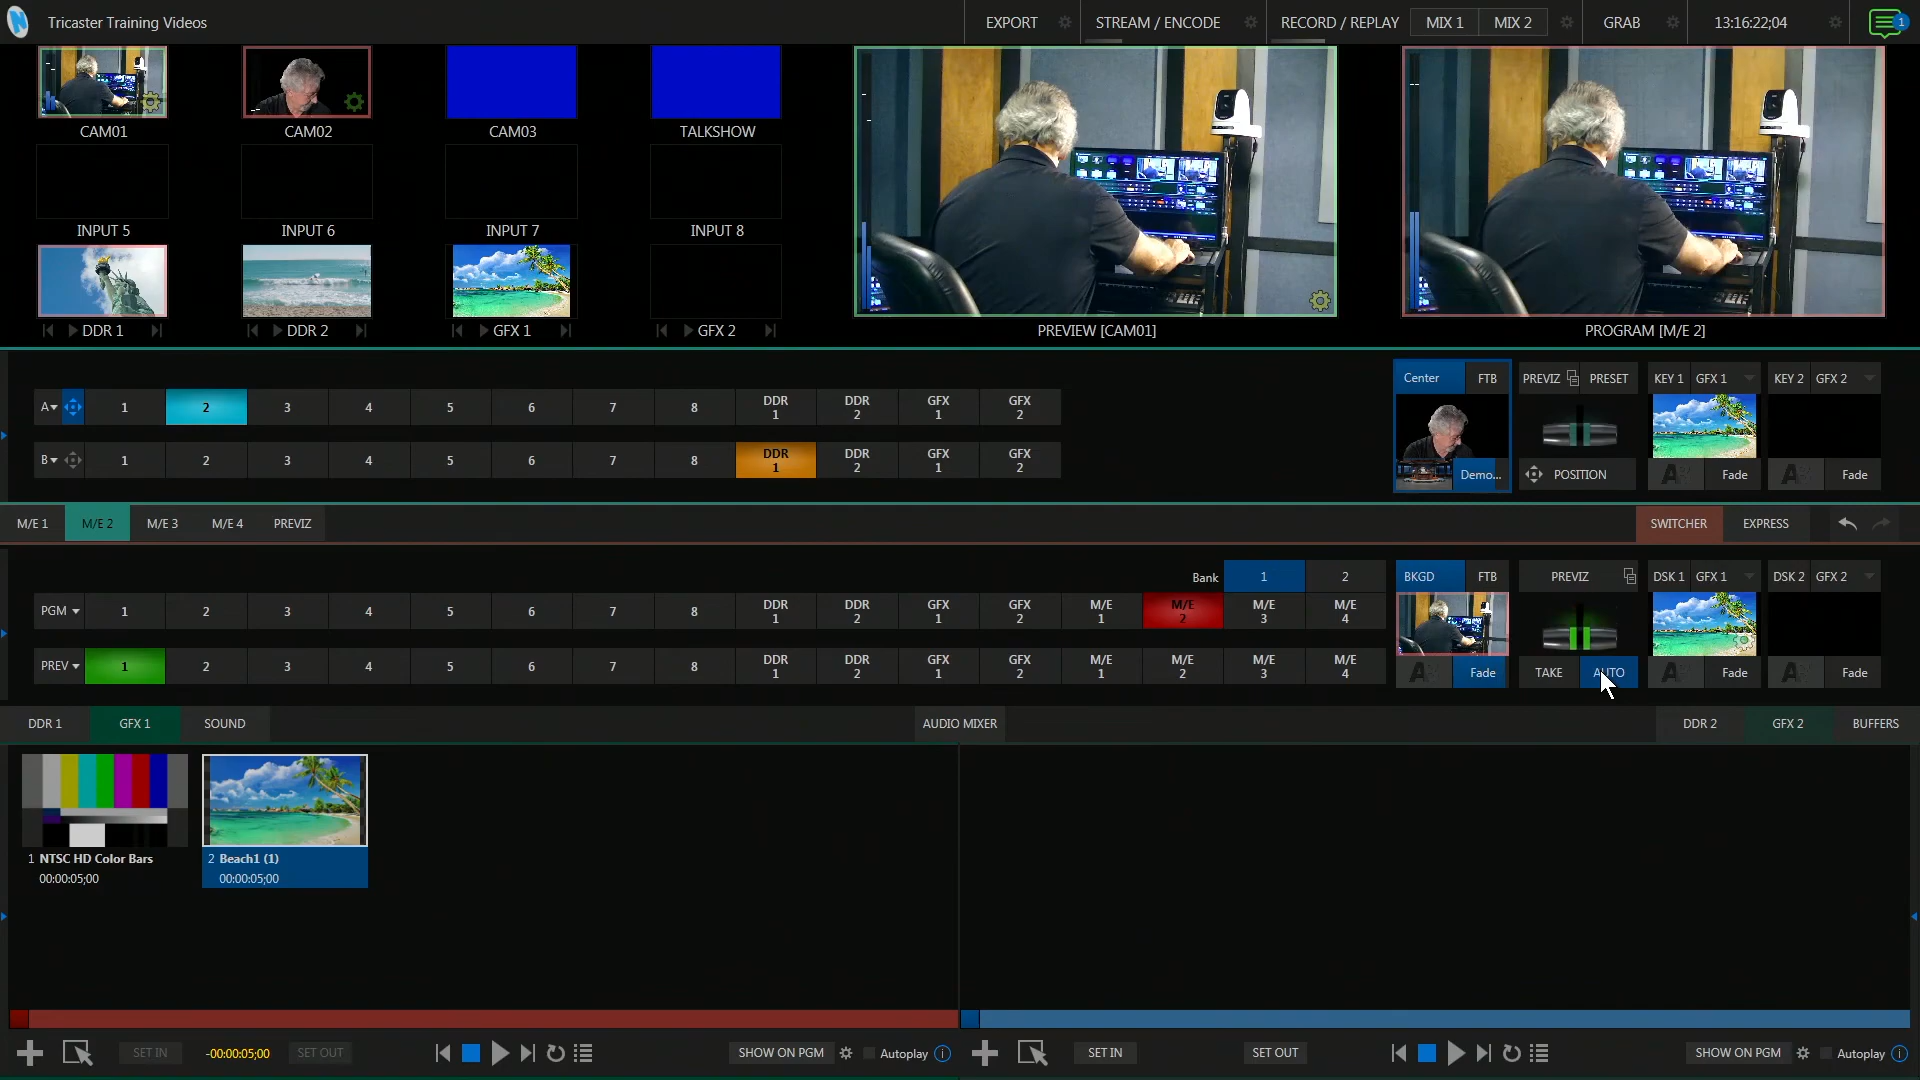 Tricaster Training Videos
EXPORT STREAM / ENCODE RECORD / REPLAY MIX 1 MIX 2 GRAB 13:16:22;04 1
CAM01 CAM02 CAM03 TALKSHOW
INPUT 5 INPUT 6 INPUT 7 INPUT 8
DDR 1 DDR 2 GFX 1 GFX 2 PREVIEW [CAM01] PROGRAM [M/E 2]
Center FTB PREVIZ PRESET KEY 1 GFX 1 KEY 2 GFX 2
A 1 2 3 4 5 6 7 8 DDR 1 DDR 2 GFX 1 GFX 2
B 1 2 3 4 5 6 7 8 DDR 1 DDR 2 GFX 1 GFX 2
Demo... POSITION Fade Fade
M/E 1 M/E 2 M/E 3 M/E 4 PREVIZ SWITCHER EXPRESS
Bank 1 2 BKGD FTB PREVIZ DSK 1 GFX 1 DSK 2 GFX 2
PGM 1 2 3 4 5 6 7 8 DDR 1 DDR 2 GFX 1 GFX 2 M/E 1 M/E 2 M/E 3 M/E 4
PREV 1 2 3 4 5 6 7 8 DDR 1 DDR 2 GFX 1 GFX 2 M/E 1 M/E 2 M/E 3 M/E 4
Fade TAKE AUTO Fade Fade
DDR 1 GFX 1 SOUND AUDIO MIXER DDR 2 GFX 2 BUFFERS
1 NTSC HD Color Bars 2 Beach1 (1)
00:00:05;00 00:00:05;00
SET IN -00:00:05;00 SET OUT SHOW ON PGM Autoplay SET IN SET OUT SHOW ON PGM Autoplay